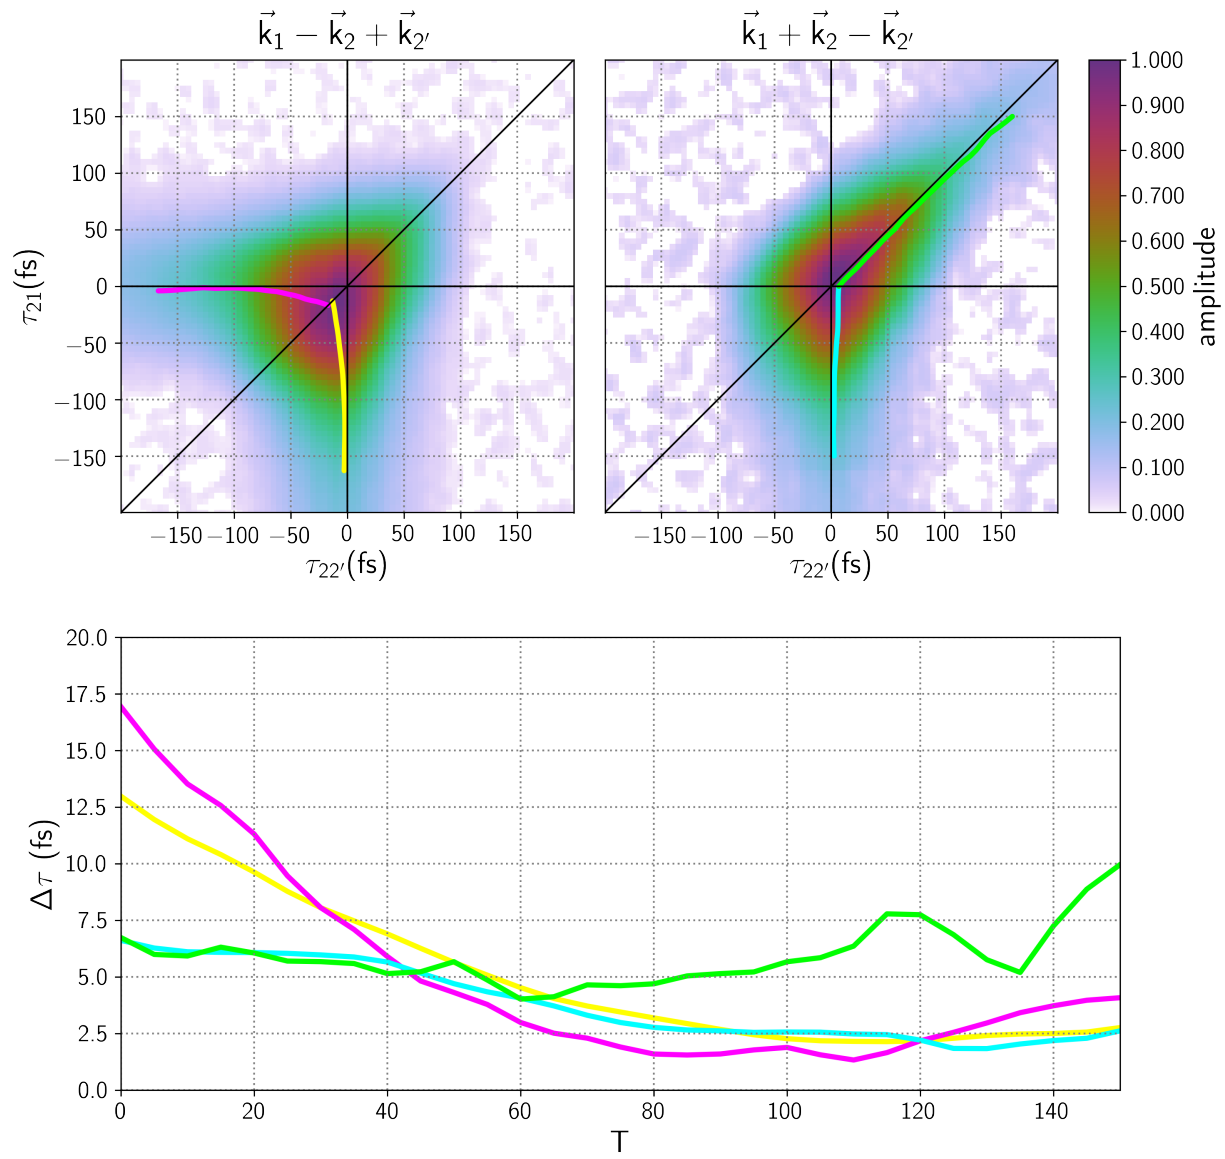 k⃗₁ − k⃗₂ + k⃗₂′
k⃗₁ + k⃗₂ − k⃗₂′
τ₂₁(fs)
150
100
50
0
−50
−100
−150
−150 −100 −50 0 50 100 150
τ₂₂′(fs)
−150 −100 −50 0 50 100 150
τ₂₂′(fs)
1.000
0.900
0.800
0.700
0.600
0.500
0.400
0.300
0.200
0.100
0.000
amplitude
Δτ (fs)
20.0
17.5
15.0
12.5
10.0
7.5
5.0
2.5
0.0
0 20 40 60 80 100 120 140
T